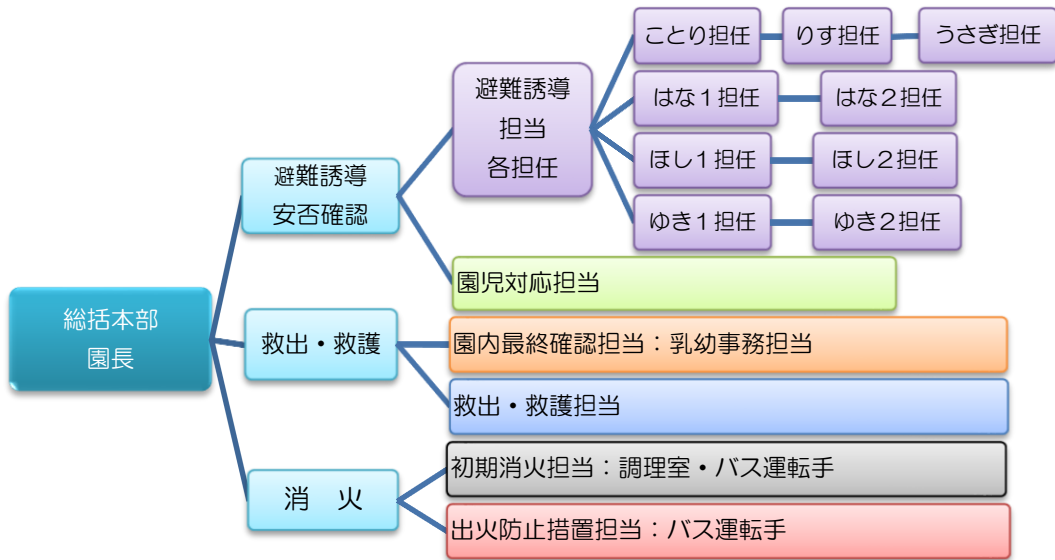 総括本部
園長
避難誘導
安否確認
避難誘導
担当
各担任
ことり担任
りす担任
うさぎ担任
はな１担任
はな２担任
ほし１担任
ほし２担任
ゆき１担任
ゆき２担任
園児対応担当
救出・救護
園内最終確認担当：乳幼事務担当
救出・救護担当
消　火
初期消火担当：調理室・バス運転手
出火防止措置担当：バス運転手